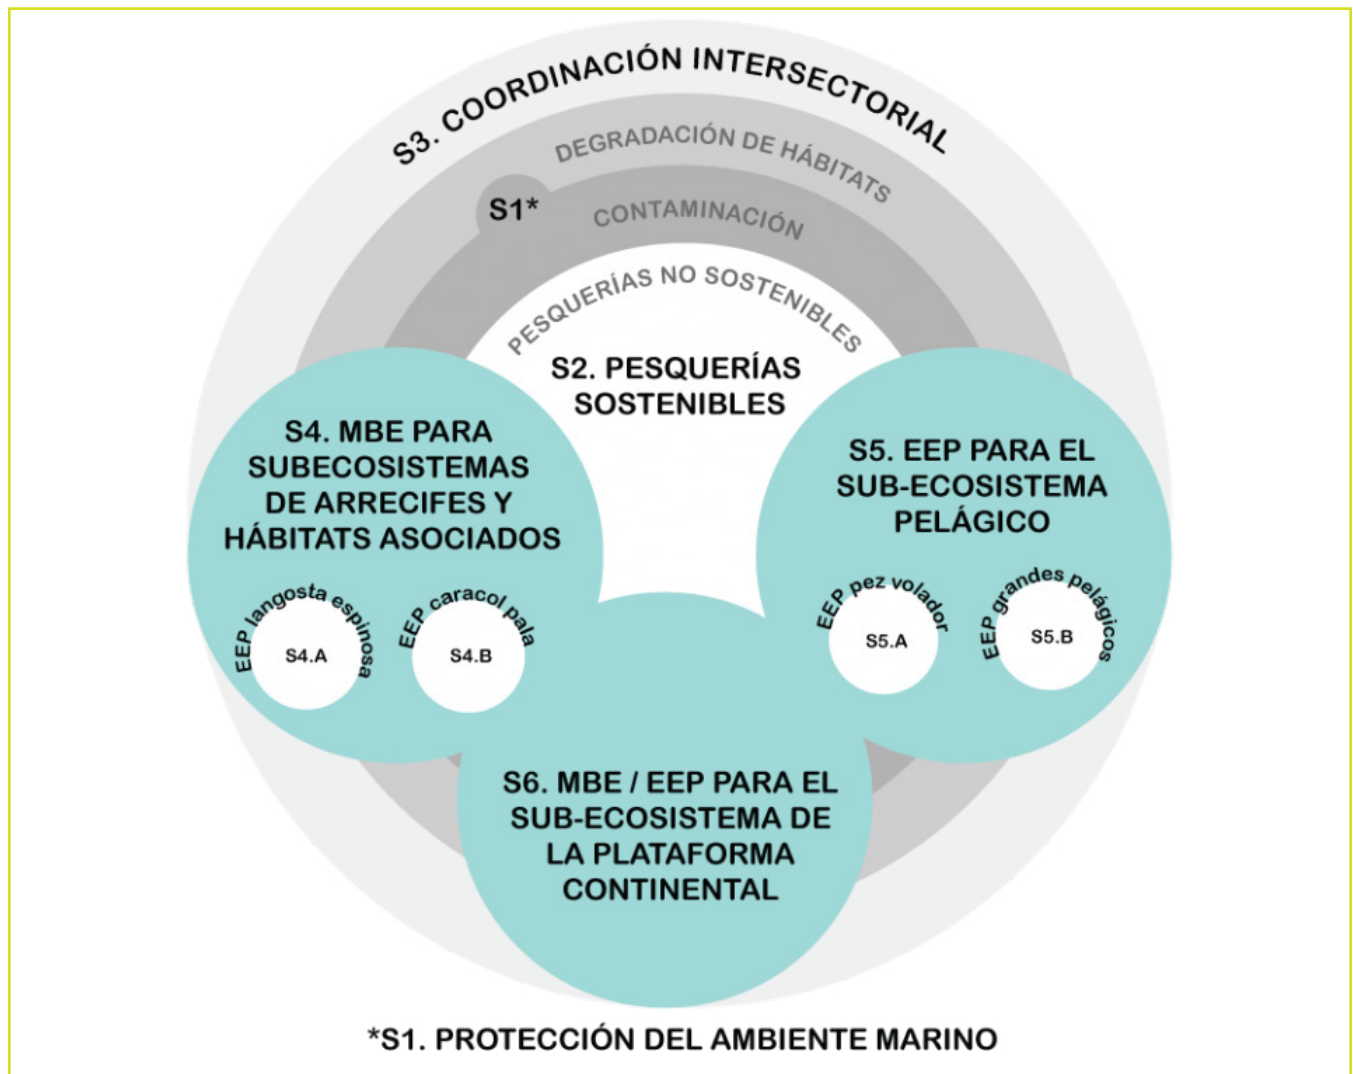 S3. COORDINACIÓN INTERSECTORIAL
DEGRADACIÓN DE HÁBITATS
S1*
CONTAMINACIÓN
PESQUERÍAS NO SOSTENIBLES
S2. PESQUERÍAS
SOSTENIBLES
S4. MBE PARA
SUBECOSISTEMAS
DE ARRECIFES Y
HÁBITATS ASOCIADOS
EEP langosta espinosa
S4.A
EEP caracol pala
S4.B
S5. EEP PARA EL
SUB-ECOSISTEMA
PELÁGICO
EEP pez volador
S5.A
EEP grandes pelágicos
S5.B
S6. MBE / EEP PARA EL
SUB-ECOSISTEMA DE
LA PLATAFORMA
CONTINENTAL
*S1. PROTECCIÓN DEL AMBIENTE MARINO